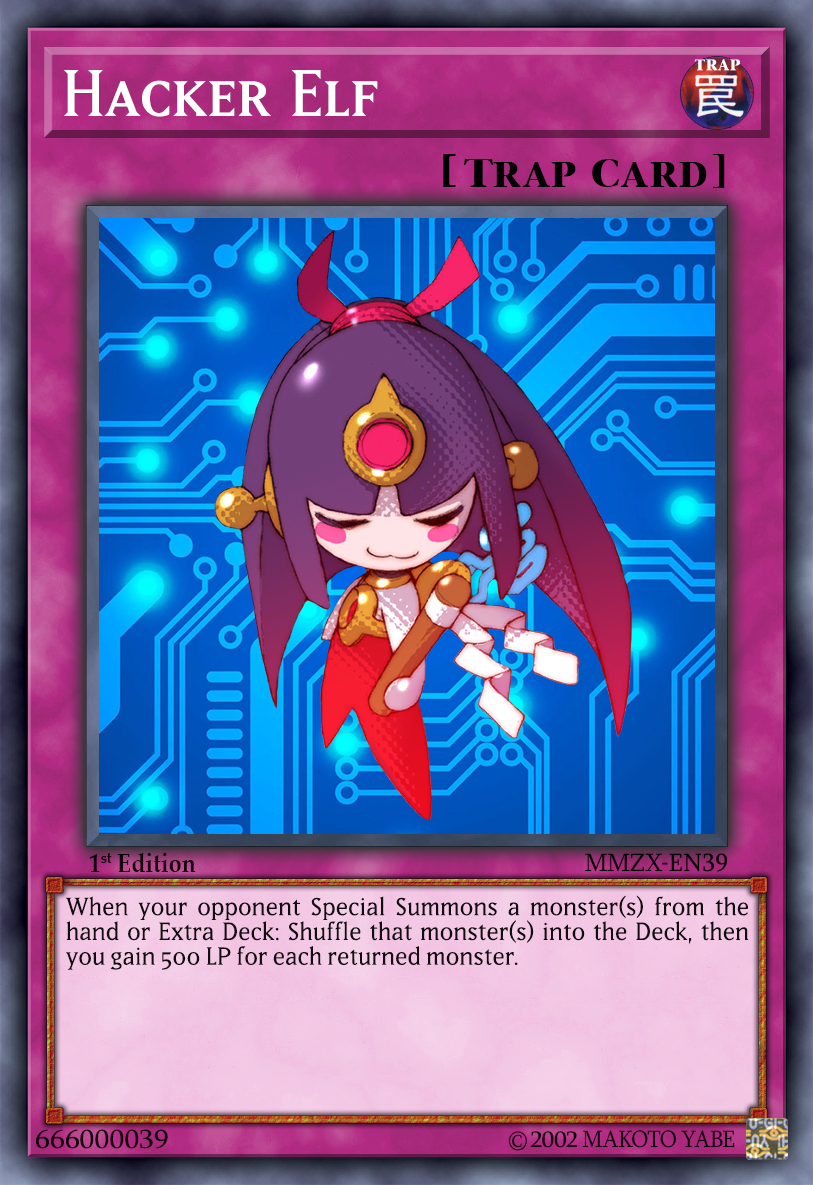 Hacker Elf
TRAP
罠
[Trap Card]
1st Edition
MMZX-EN39
When your opponent Special Summons a monster(s) from the
hand or Extra Deck: Shuffle that monster(s) into the Deck, then
you gain 500 LP for each returned monster.
666000039
©2002 MAKOTO YABE